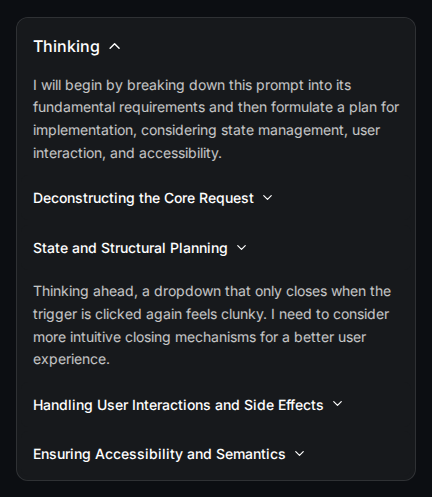 Thinking
I will begin by breaking down this prompt into its
fundamental requirements and then formulate a plan for
implementation, considering state management, user
interaction, and accessibility.
Deconstructing the Core Request
State and Structural Planning
Thinking ahead, a dropdown that only closes when the
trigger is clicked again feels clunky. I need to consider
more intuitive closing mechanisms for a better user
experience.
Handling User Interactions and Side Effects
Ensuring Accessibility and Semantics